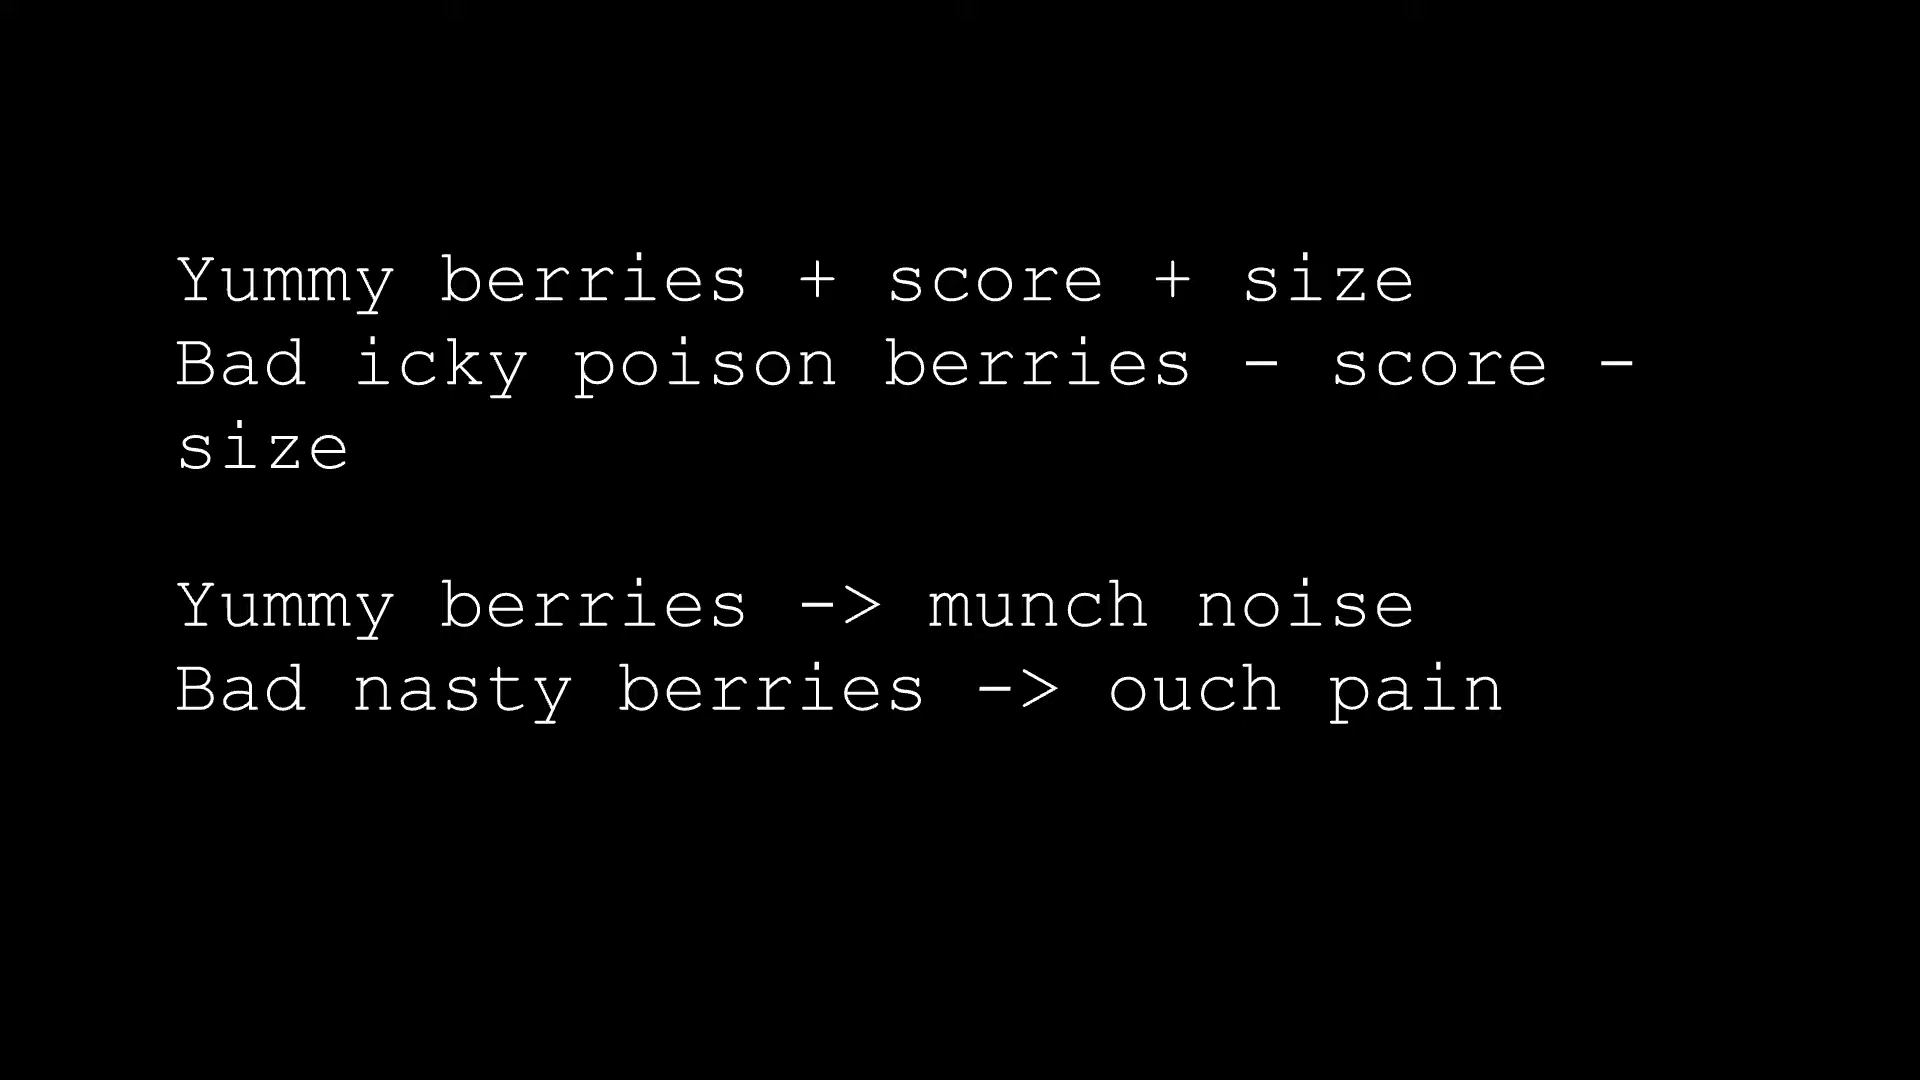 Yummy berries + score + size
Bad icky poison berries - score -
size
Yummy berries -> munch noise
Bad nasty berries -> ouch pain